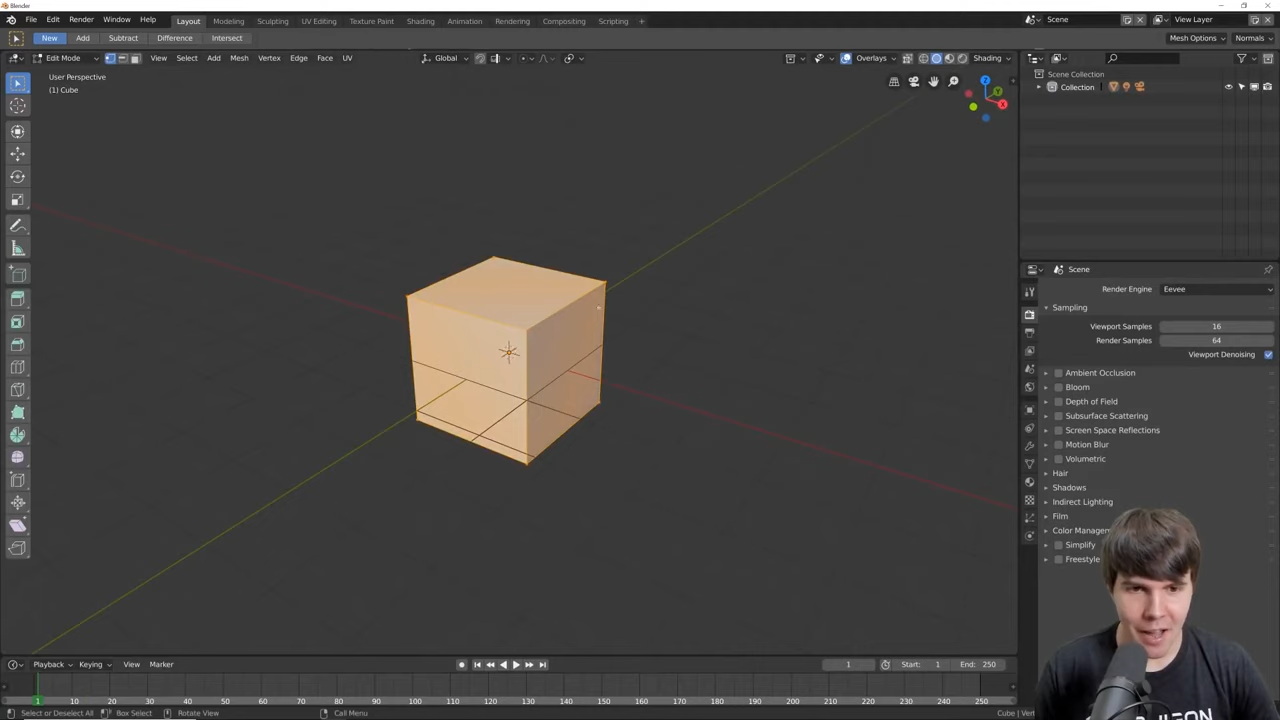 Blender
File Edit Render Window Help
Layout Modeling Sculpting UV Editing Texture Paint Shading Animation Rendering Compositing Scripting +
Scene
View Layer
New Add Subtract Difference Intersect
Mesh Options Normals
Edit Mode View Select Add Mesh Vertex Edge Face UV
Global
Overlays
Shading
User Perspective
(1) Cube
Z
Y
X
Scene Collection
Collection
Scene
Render Engine Eevee
Sampling
Viewport Samples 16
Render Samples 64
Viewport Denoising
Ambient Occlusion
Bloom
Depth of Field
Subsurface Scattering
Screen Space Reflections
Motion Blur
Volumetric
Hair
Shadows
Indirect Lighting
Film
Color Managem
Simplify
Freestyle
Playback Keying View Marker
1
Start: 1
End: 250
1 10 20 30 40 50 60 70 80 90 100 110 120 130 140 150 160 170 180 190 200 210 220 230 240 250
Select or Deselect All Box Select Rotate View Call Menu
Cube | Vert